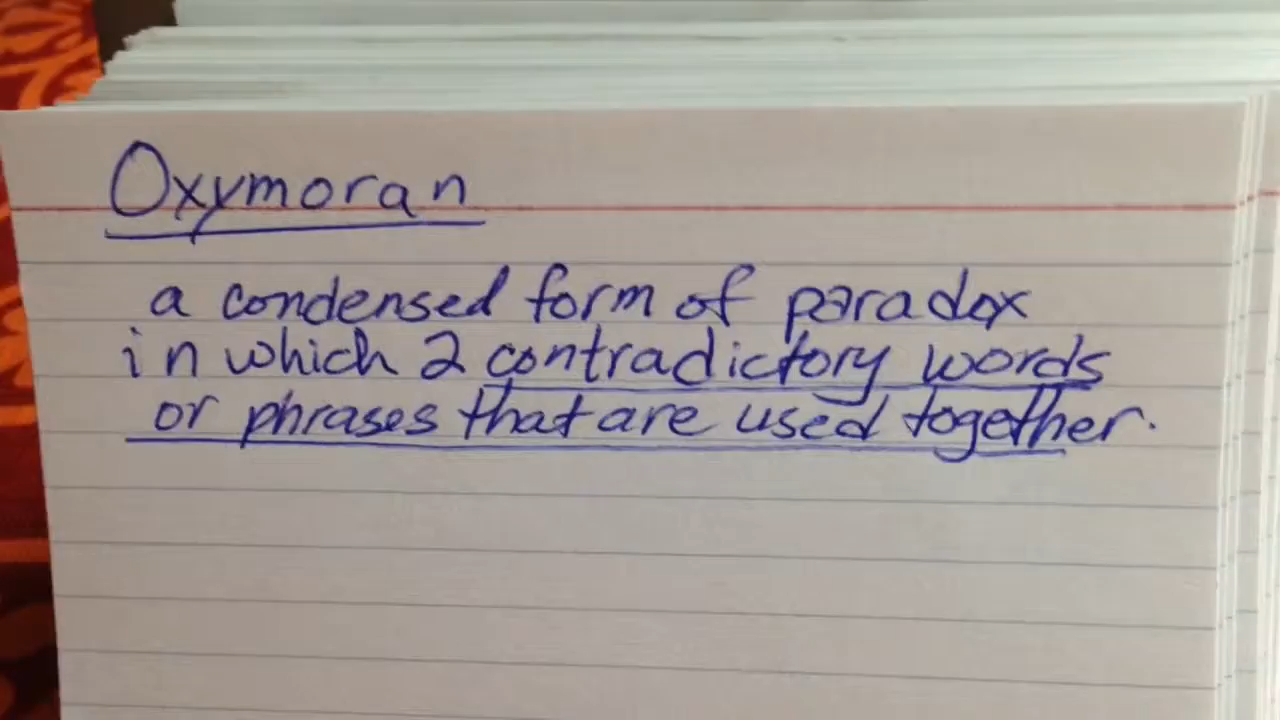 Oxymoran
a condensed form of paradox
in which 2 contradictory words
or phrases that are used together.